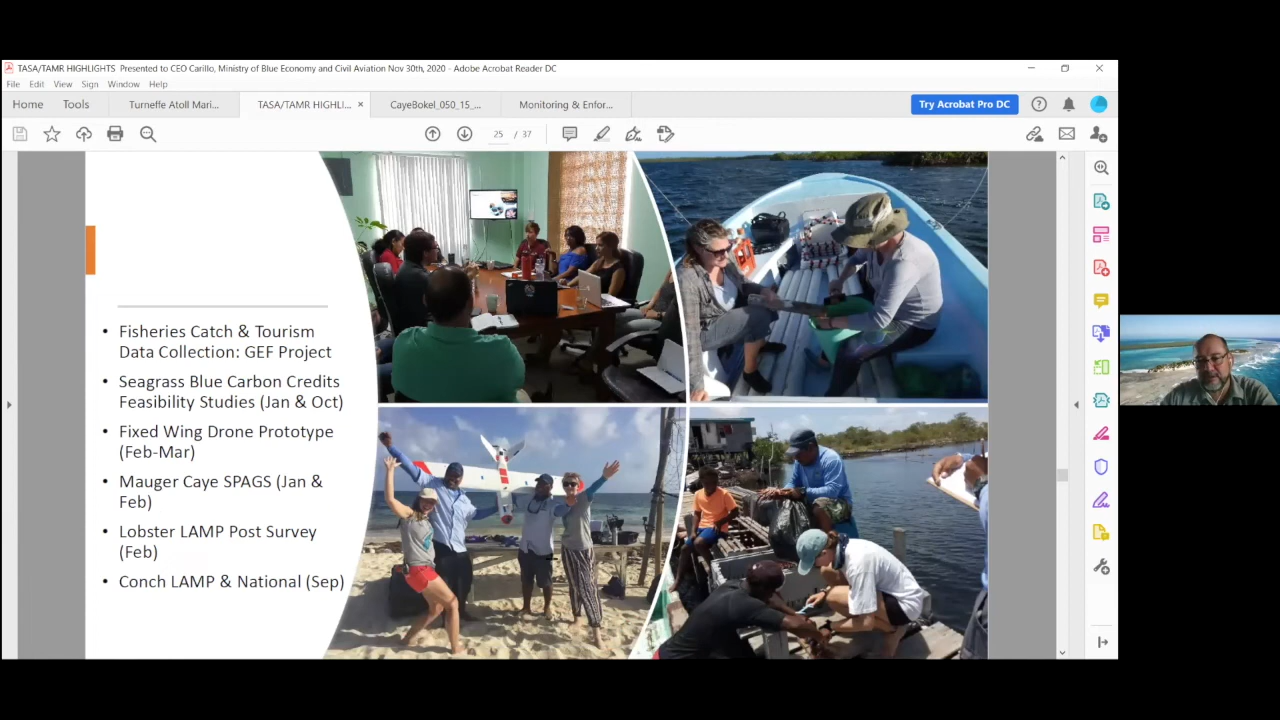 TASA/TAMR HIGHLIGHTS Presented to CEO Carillo, Ministry of Blue Economy and Civil Aviation Nov 30th, 2020 - Adobe Acrobat Reader DC
File Edit View Sign Window Help
Home Tools Turneffe Atoll Mari... TASA/TAMR HIGHLI... × CayeBokel_050_15_... Monitoring & Enfor... Try Acrobat Pro DC
25 / 37
• Fisheries Catch & Tourism
Data Collection: GEF Project
• Seagrass Blue Carbon Credits
Feasibility Studies (Jan & Oct)
• Fixed Wing Drone Prototype
(Feb-Mar)
• Mauger Caye SPAGS (Jan &
Feb)
• Lobster LAMP Post Survey
(Feb)
• Conch LAMP & National (Sep)